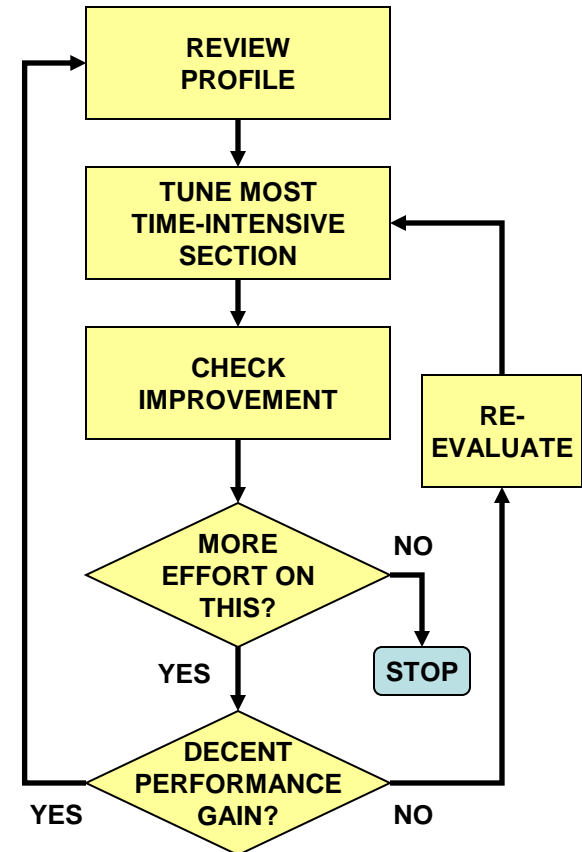 REVIEW
PROFILE
TUNE MOST
TIME-INTENSIVE
SECTION
CHECK
IMPROVEMENT
RE-
EVALUATE
MORE
EFFORT ON
THIS?
NO
STOP
YES
DECENT
PERFORMANCE
GAIN?
YES
NO